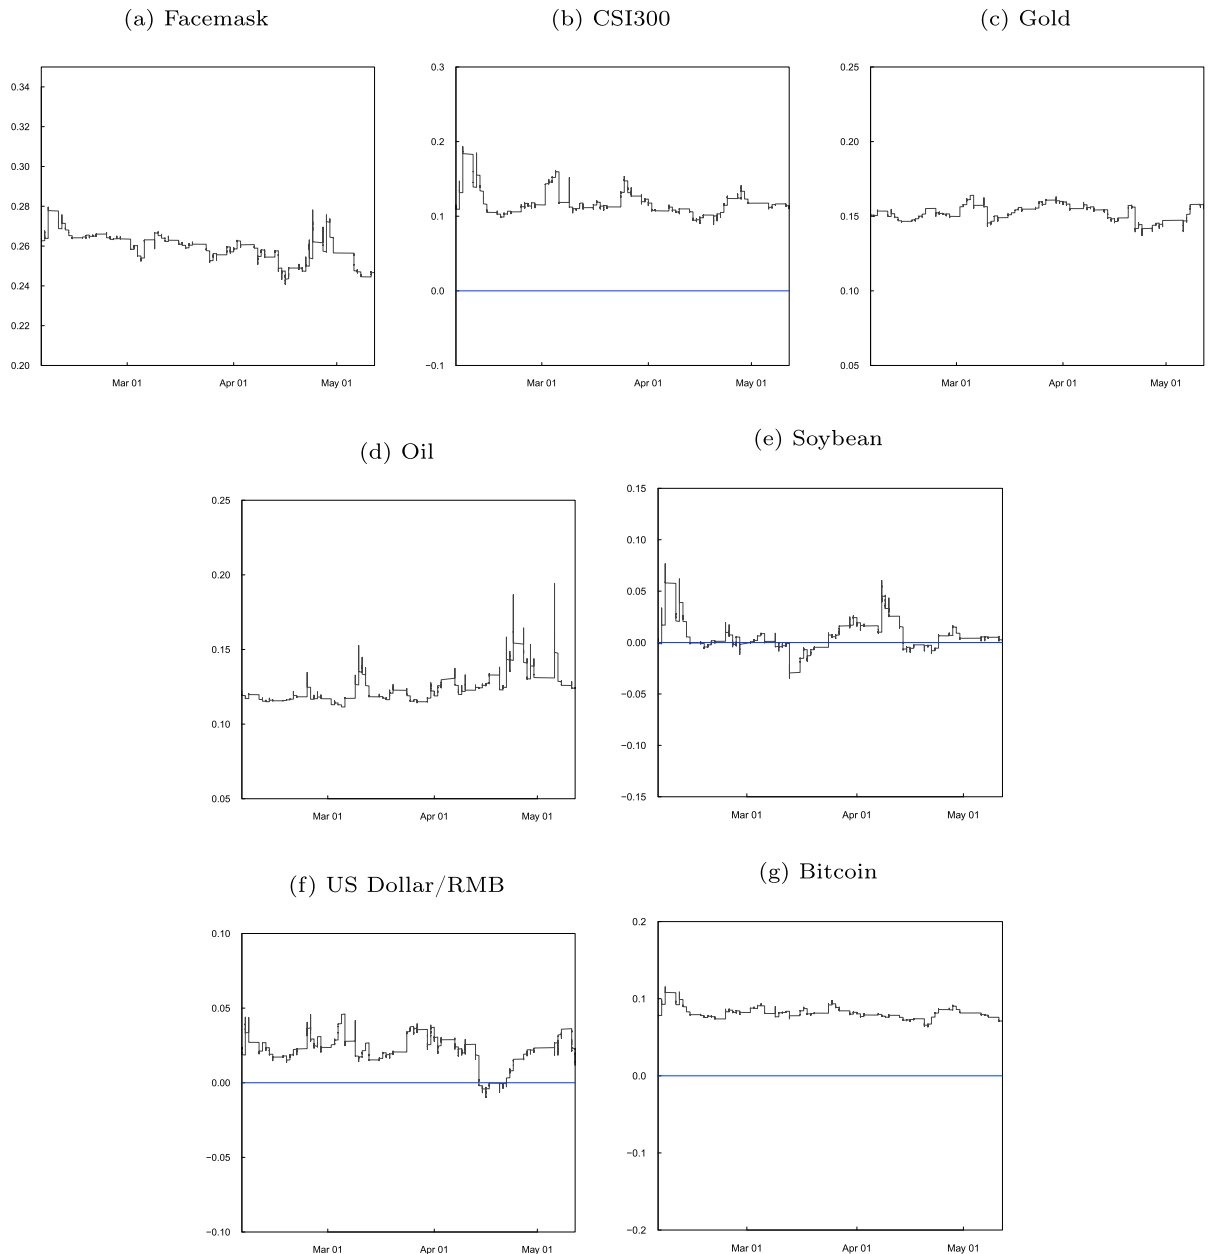 (a) Facemask
(b) CSI300
(c) Gold
0.34
0.32
0.30
0.28
0.26
0.24
0.22
0.20
Mar 01
Apr 01
May 01
0.3
0.2
0.1
0.0
−0.1
Mar 01
Apr 01
May 01
0.25
0.20
0.15
0.10
0.05
Mar 01
Apr 01
May 01
(d) Oil
(e) Soybean
0.25
0.20
0.15
0.10
0.05
Mar 01
Apr 01
May 01
0.15
0.10
0.05
0.00
−0.05
−0.10
−0.15
Mar 01
Apr 01
May 01
(f) US Dollar/RMB
(g) Bitcoin
0.10
0.05
0.00
−0.05
−0.10
Mar 01
Apr 01
May 01
0.2
0.1
0.0
−0.1
−0.2
Mar 01
Apr 01
May 01